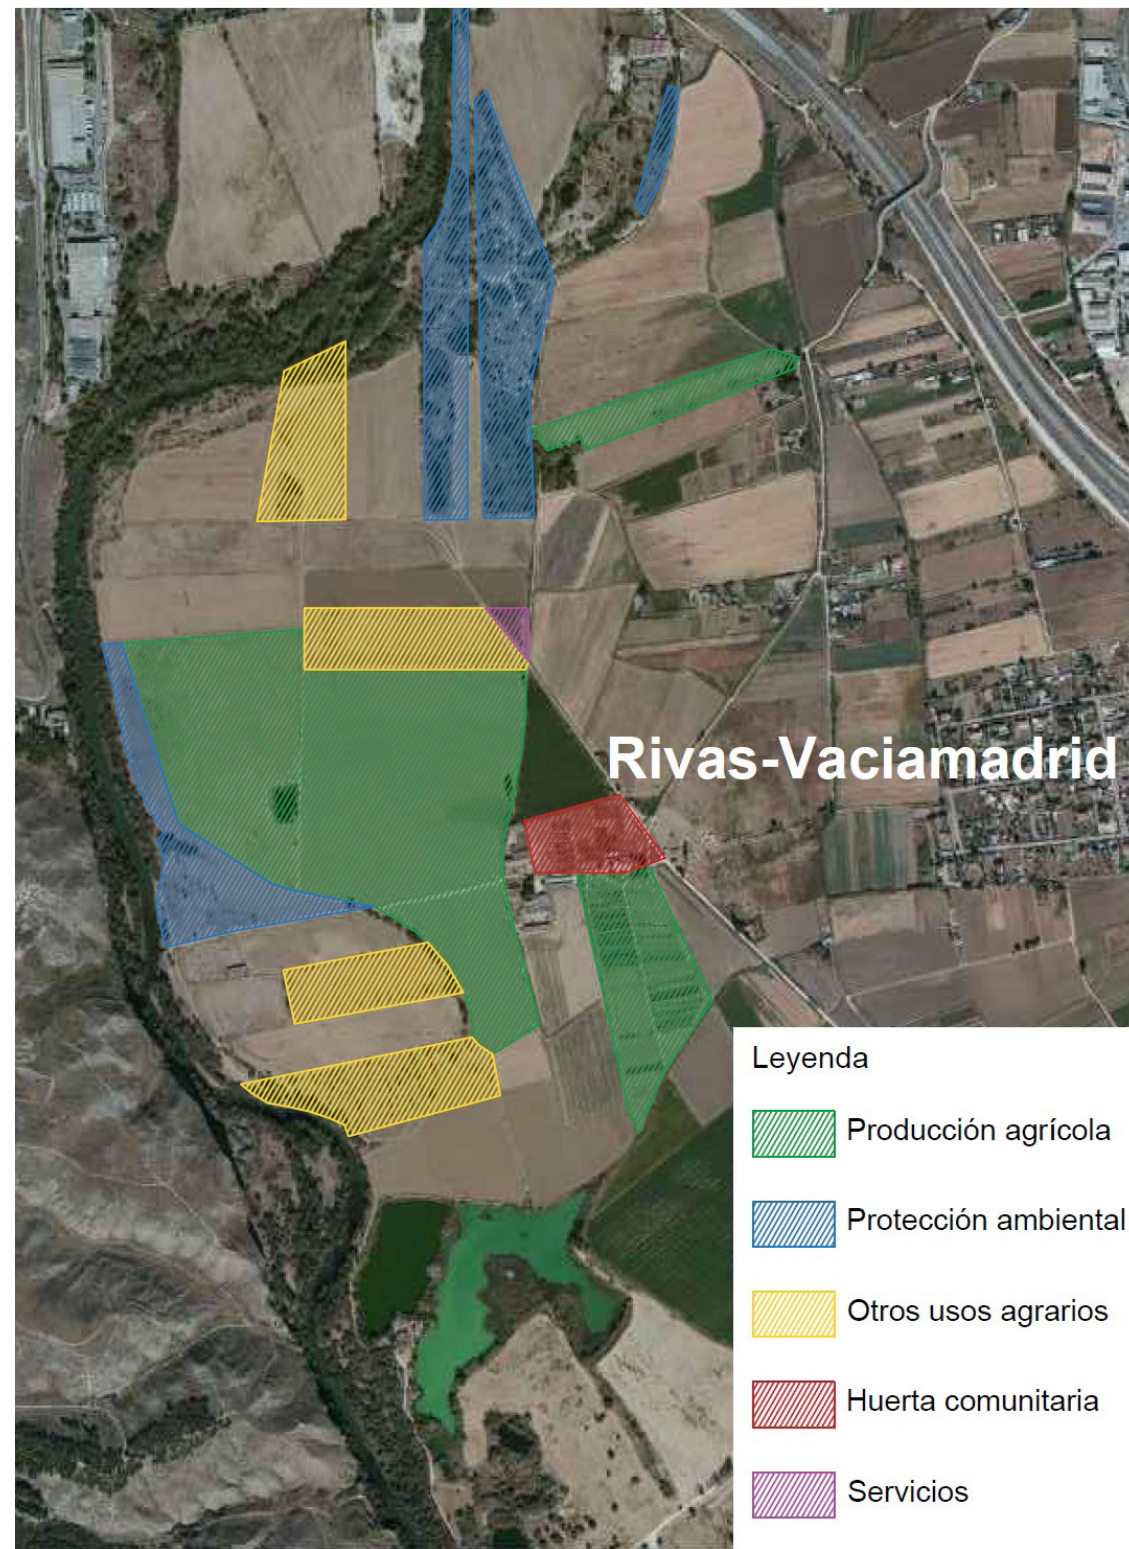 Rivas-Vaciamadrid
Leyenda
Producción agrícola
Protección ambiental
Otros usos agrarios
Huerta comunitaria
Servicios